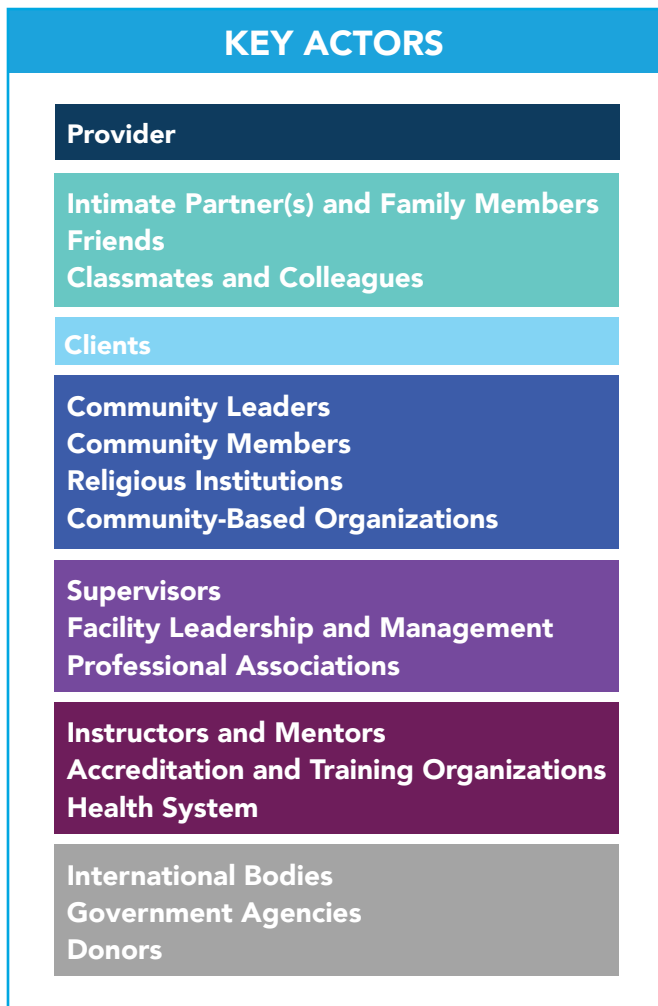 KEY ACTORS
Provider
Intimate Partner(s) and Family Members
Friends
Classmates and Colleagues
Clients
Community Leaders
Community Members
Religious Institutions
Community-Based Organizations
Supervisors
Facility Leadership and Management
Professional Associations
Instructors and Mentors
Accreditation and Training Organizations
Health System
International Bodies
Government Agencies
Donors